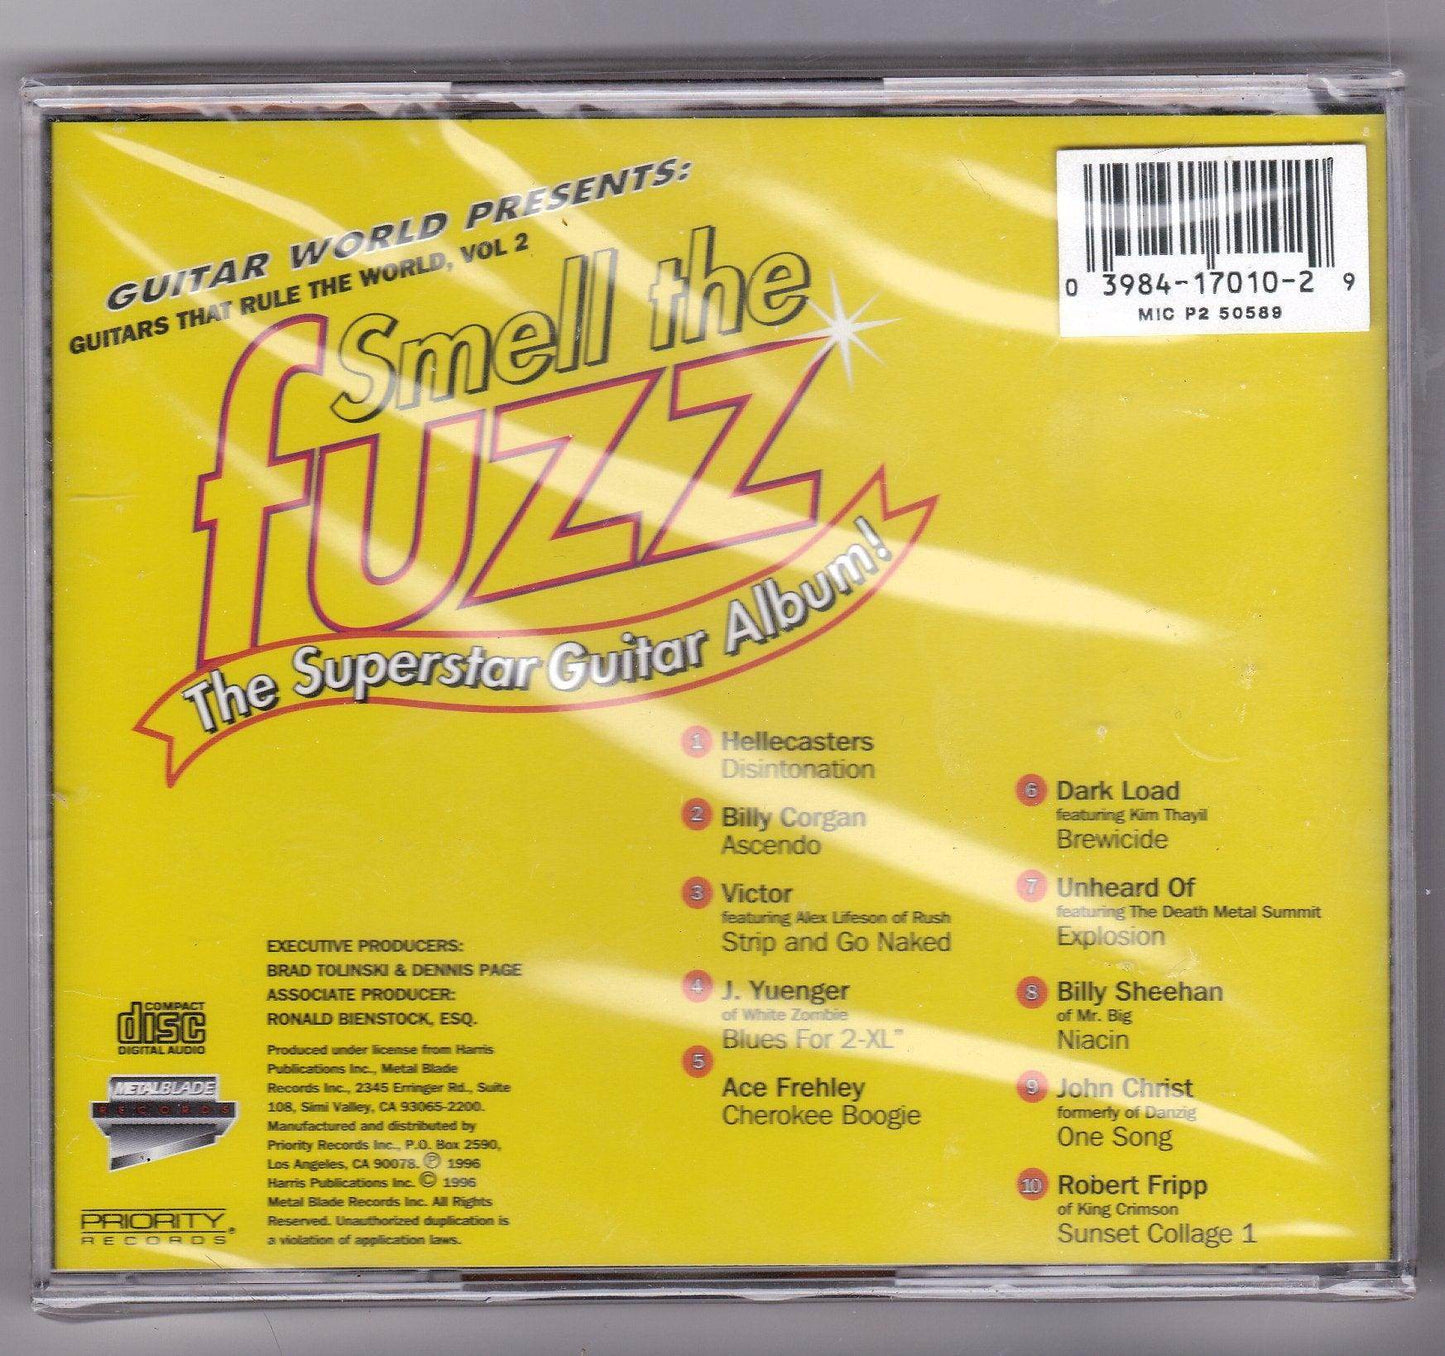 GUITAR WORLD PRESENTS:
GUITARS THAT RULE THE WORLD, VOL 2
Smell the
fuzz
The Superstar Guitar Album!
0 3984-17010-2 9
MIC P2 50589
1 Hellecasters
Disintonation
2 Billy Corgan
Ascendo
3 Victor
featuring Alex Lifeson of Rush
Strip and Go Naked
4 J. Yuenger
of White Zombie
Blues For 2-XL”
5
Ace Frehley
Cherokee Boogie
6 Dark Load
featuring Kim Thayil
Brewicide
7 Unheard Of
featuring The Death Metal Summit
Explosion
8 Billy Sheehan
of Mr. Big
Niacin
9 John Christ
formerly of Danzig
One Song
10 Robert Fripp
of King Crimson
Sunset Collage 1
EXECUTIVE PRODUCERS:
BRAD TOLINSKI & DENNIS PAGE
ASSOCIATE PRODUCER:
RONALD BIENSTOCK, ESQ.
Produced under license from Harris
Publications Inc., Metal Blade
Records Inc., 2345 Erringer Rd., Suite
108, Simi Valley, CA 93065-2200.
Manufactured and distributed by
Priority Records Inc., P.O. Box 2590,
Los Angeles, CA 90078. ℗ 1996
Harris Publications Inc. © 1996
Metal Blade Records Inc. All Rights
Reserved. Unauthorized duplication is
a violation of application laws.
COMPACT
disc
DIGITAL AUDIO
METALBLADE
RECORDS
PRIORITY®
RECORDS